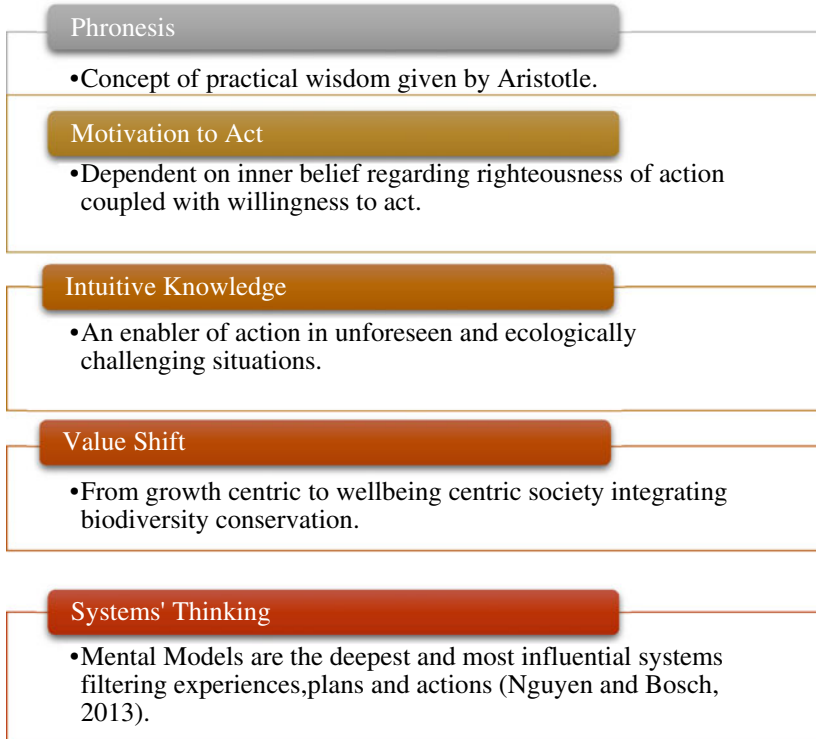 Phronesis
•Concept of practical wisdom given by Aristotle.
Motivation to Act
•Dependent on inner belief regarding righteousness of action
coupled with willingness to act.
Intuitive Knowledge
•An enabler of action in unforeseen and ecologically
challenging situations.
Value Shift
•From growth centric to wellbeing centric society integrating
biodiversity conservation.
Systems' Thinking
•Mental Models are the deepest and most influential systems
filtering experiences,plans and actions (Nguyen and Bosch,
2013).